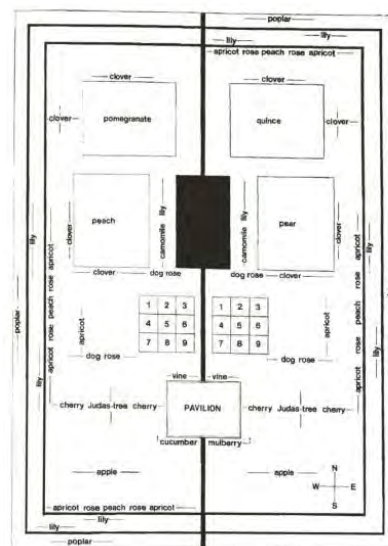 poplar
lily
lily
apricot rose peach rose apricot
clover
clover
clover
pomegranate
quince
clover
peach
clover
camomile lily
camomile lily
pear
clover
clover
dog rose
dog rose
clover
lily
poplar
lily
apricot rose peach rose apricot
apricot
1 2 3
4 5 6
7 8 9
1 2 3
4 5 6
7 8 9
apricot
apricot rose peach rose apricot
lily
lily
poplar
dog rose
dog rose
vine
vine
cherry Judas-tree cherry
PAVILION
cherry Judas-tree cherry
cucumber
mulberry
apple
apple
N
W E
S
apricot rose peach rose apricot
lily
lily
poplar